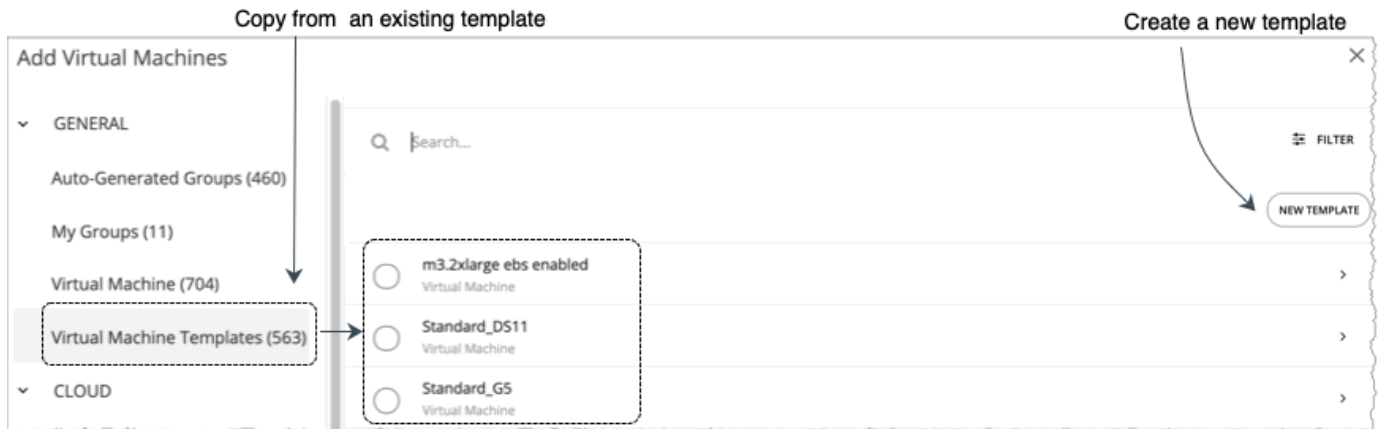 Copy from an existing template
Create a new template
Add Virtual Machines
GENERAL
Search...
FILTER
Auto-Generated Groups (460)
NEW TEMPLATE
My Groups (11)
m3.2xlarge ebs enabled
Virtual Machine
Virtual Machine (704)
Standard_DS11
Virtual Machine
Virtual Machine Templates (563)
Standard_G5
Virtual Machine
CLOUD